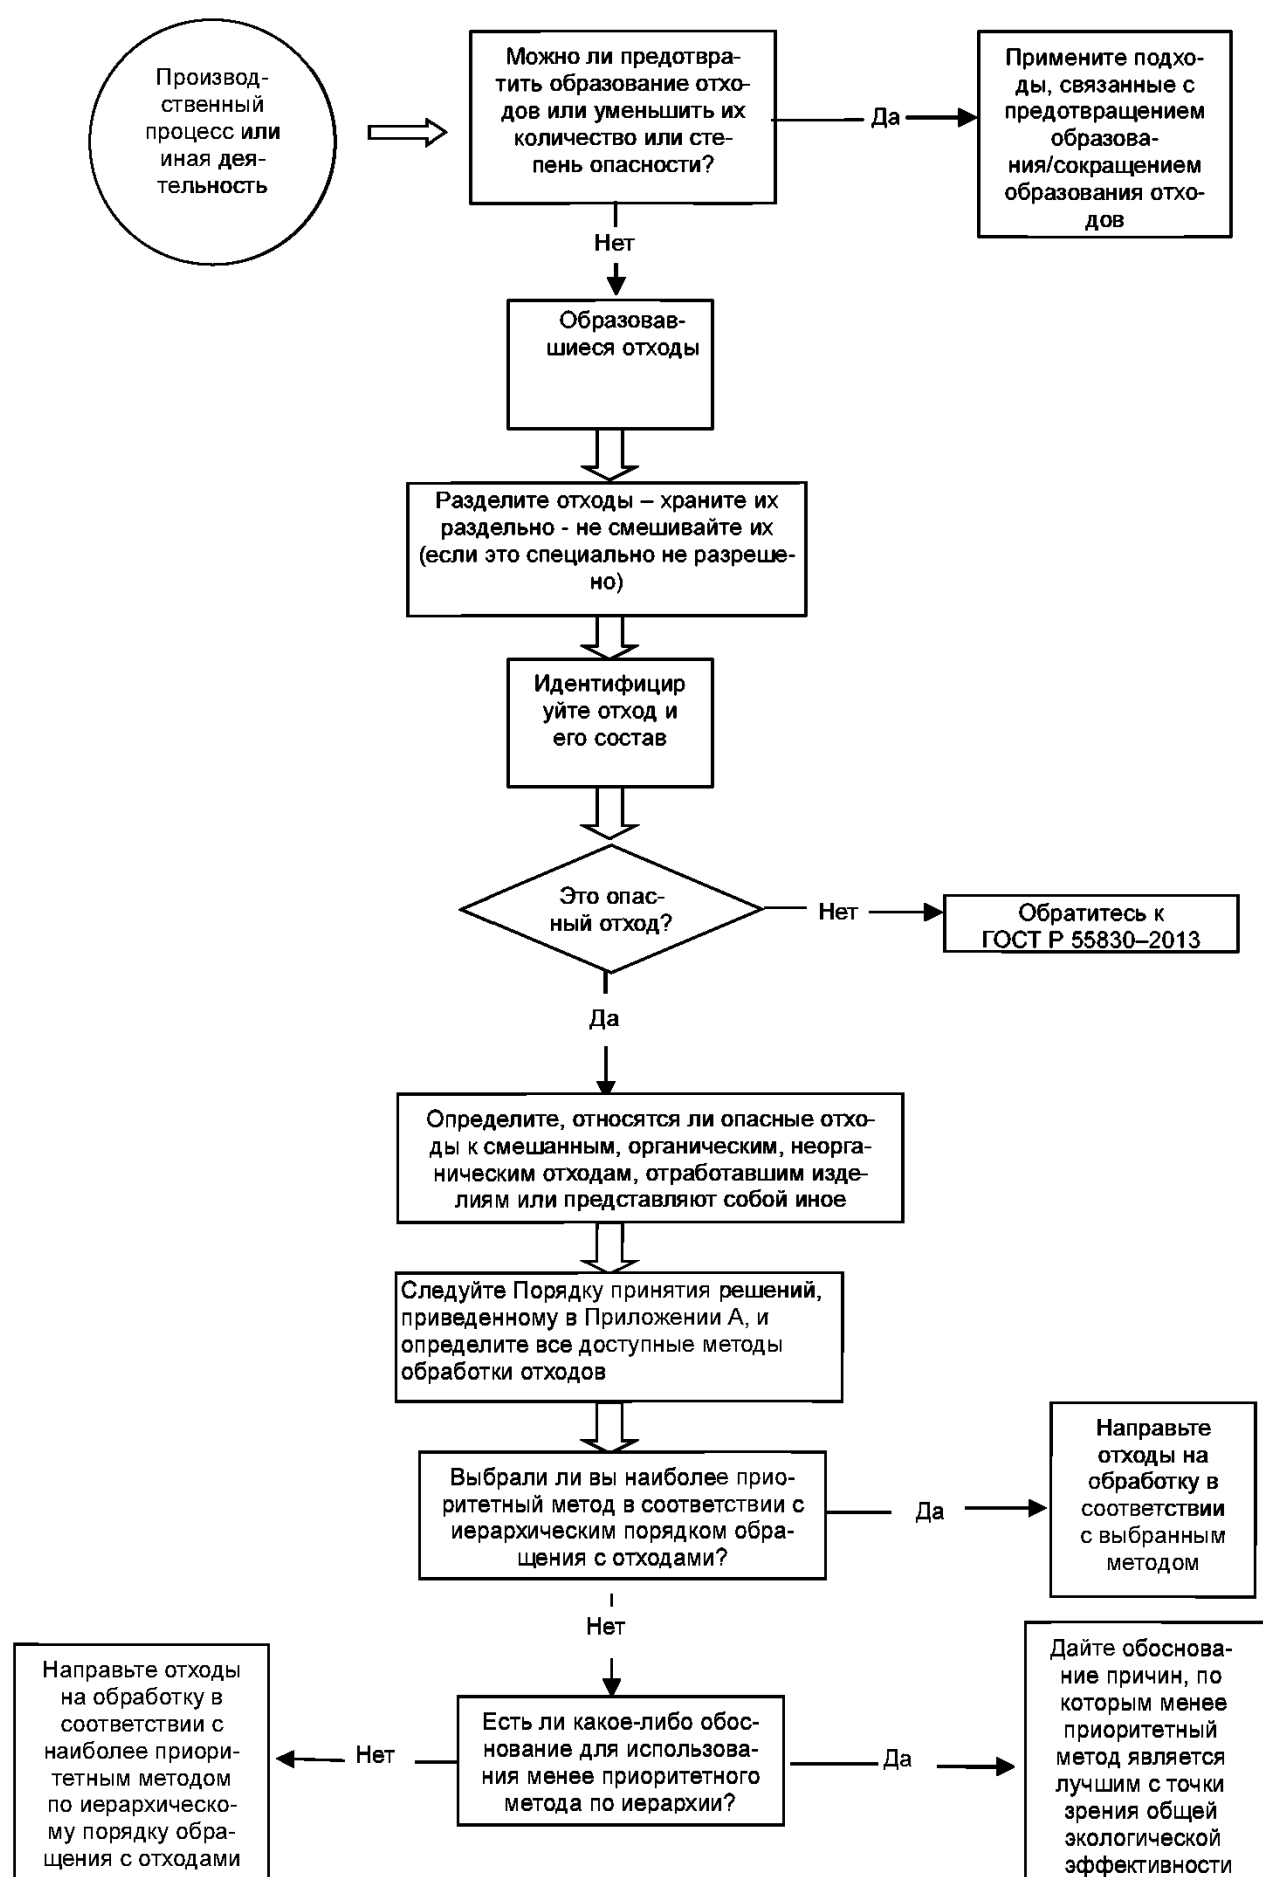 Производ-
ственный
процесс или
иная дея-
тельность
Можно ли предотвра-
тить образование отхо-
дов или уменьшить их
количество или сте-
пень опасности?
Да
Примените подхо-
ды, связанные с
предотвращением
образова-
ния/сокращением
образования отхо-
дов
Нет
Образовав-
шиеся отходы
Разделите отходы – храните их
раздельно - не смешивайте их
(если это специально не разреше-
но)
Идентифицир
уйте отход и
его состав
Это опас-
ный отход?
Нет
Обратитесь к
ГОСТ Р 55830–2013
Да
Определите, относятся ли опасные отхо-
ды к смешанным, органическим, неорга-
ническим отходам, отработавшим изде-
лиям или представляют собой иное
Следуйте Порядку принятия решений,
приведенному в Приложении А, и
определите все доступные методы
обработки отходов
Выбрали ли вы наиболее прио-
ритетный метод в соответствии с
иерархическим порядком обра-
щения с отходами?
Да
Направьте
отходы на
обработку в
соответствии
с выбранным
методом
Нет
Есть ли какое-либо обос-
нование для использова-
ния менее приоритетного
метода по иерархии?
Нет
Направьте отходы
на обработку в
соответствии с
наиболее приори-
тетным методом
по иерархическо-
му порядку обра-
щения с отходами
Да
Дайте обоснова-
ние причин, по
которым менее
приоритетный
метод является
лучшим с точки
зрения общей
экологической
эффективности